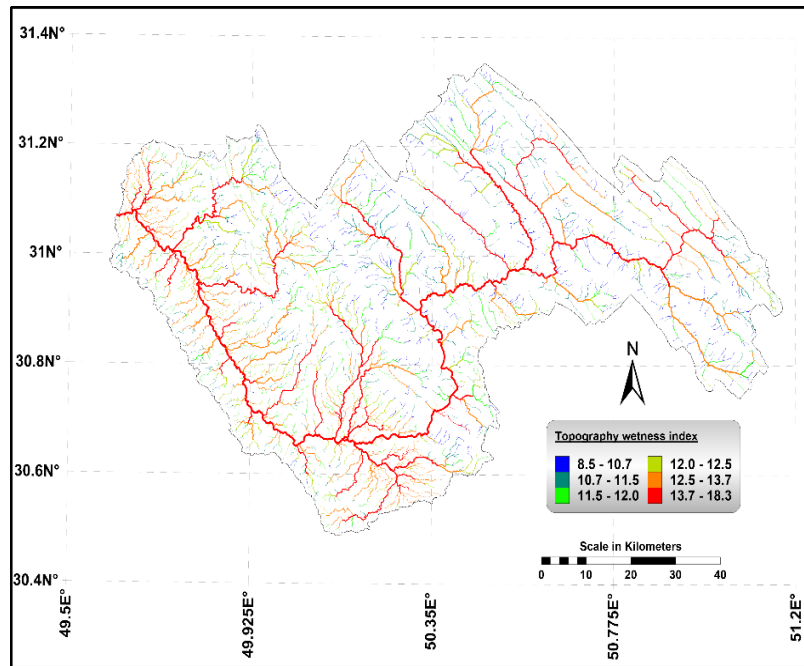 31.4N°
31.2N°
31N°
30.8N°
30.6N°
30.4N°
N
Topography wetness index
8.5 - 10.7
12.0 - 12.5
10.7 - 11.5
12.5 - 13.7
11.5 - 12.0
13.7 - 18.3
Scale in Kilometers
0 10 20 30 40
49.5E°
49.925E°
50.35E°
50.775E°
51.2E°